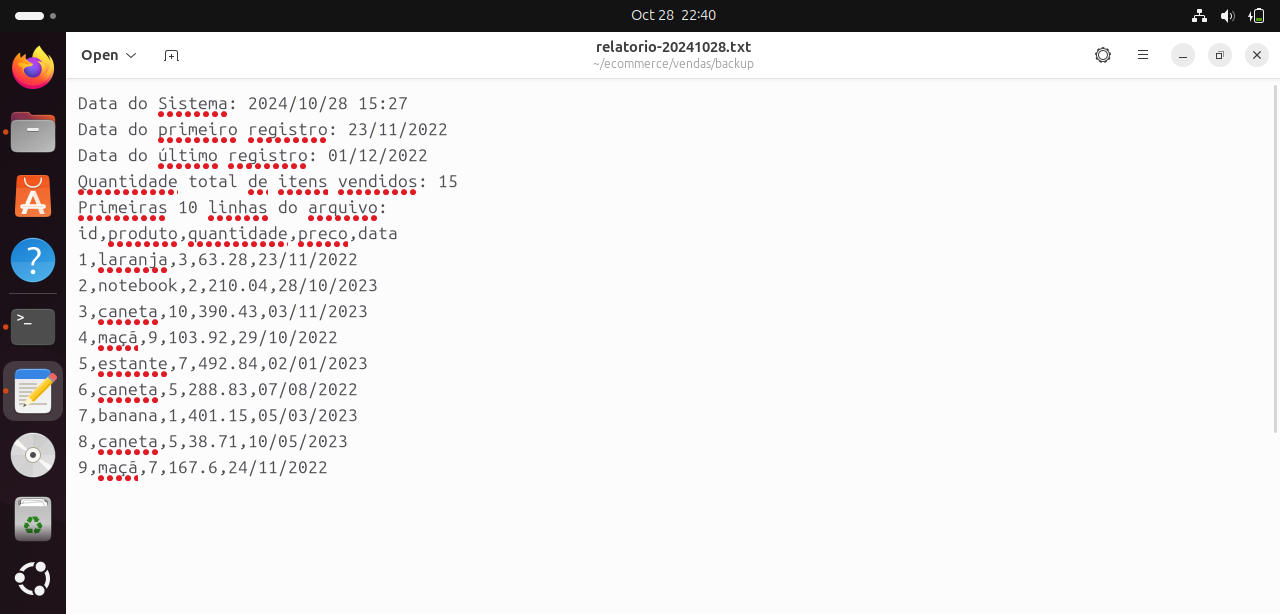 Oct 28 22:40
Open
relatorio-20241028.txt
~/ecommerce/vendas/backup
Data do Sistema: 2024/10/28 15:27
Data do primeiro registro: 23/11/2022
Data do último registro: 01/12/2022
Quantidade total de itens vendidos: 15
Primeiras 10 linhas do arquivo:
id,produto,quantidade,preco,data
1,laranja,3,63.28,23/11/2022
2,notebook,2,210.04,28/10/2023
3,caneta,10,390.43,03/11/2023
4,maçã,9,103.92,29/10/2022
5,estante,7,492.84,02/01/2023
6,caneta,5,288.83,07/08/2022
7,banana,1,401.15,05/03/2023
8,caneta,5,38.71,10/05/2023
9,maçã,7,167.6,24/11/2022